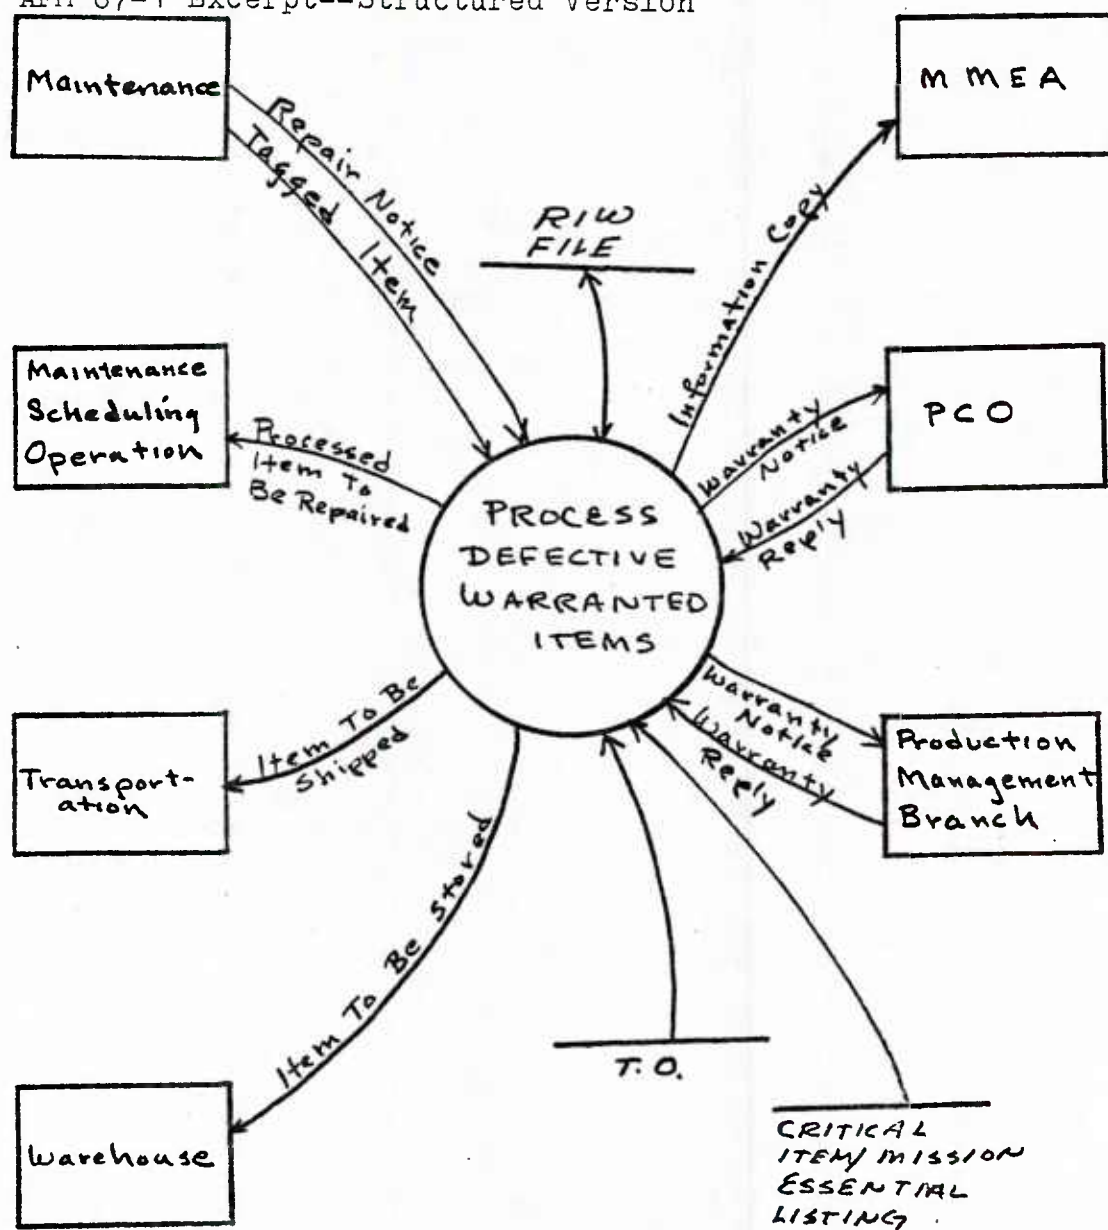 Excerpt--Structured Version
Maintenance
Repair Notice
Tagged Item
RIW
FILE
Information Copy
MMEA
Maintenance
Scheduling
Operation
Processed
Item To
Be Repaired
Warranty
Notice
Warranty
Reply
PCO
PROCESS
DEFECTIVE
WARRANTED
ITEMS
Transport-
ation
Item To Be
Shipped
Warranty
Notice
Warranty
Reply
Production
Management
Branch
Item To Be Stored
Warehouse
T.O.
CRITICAL
ITEM/MISSION
ESSENTIAL
LISTING